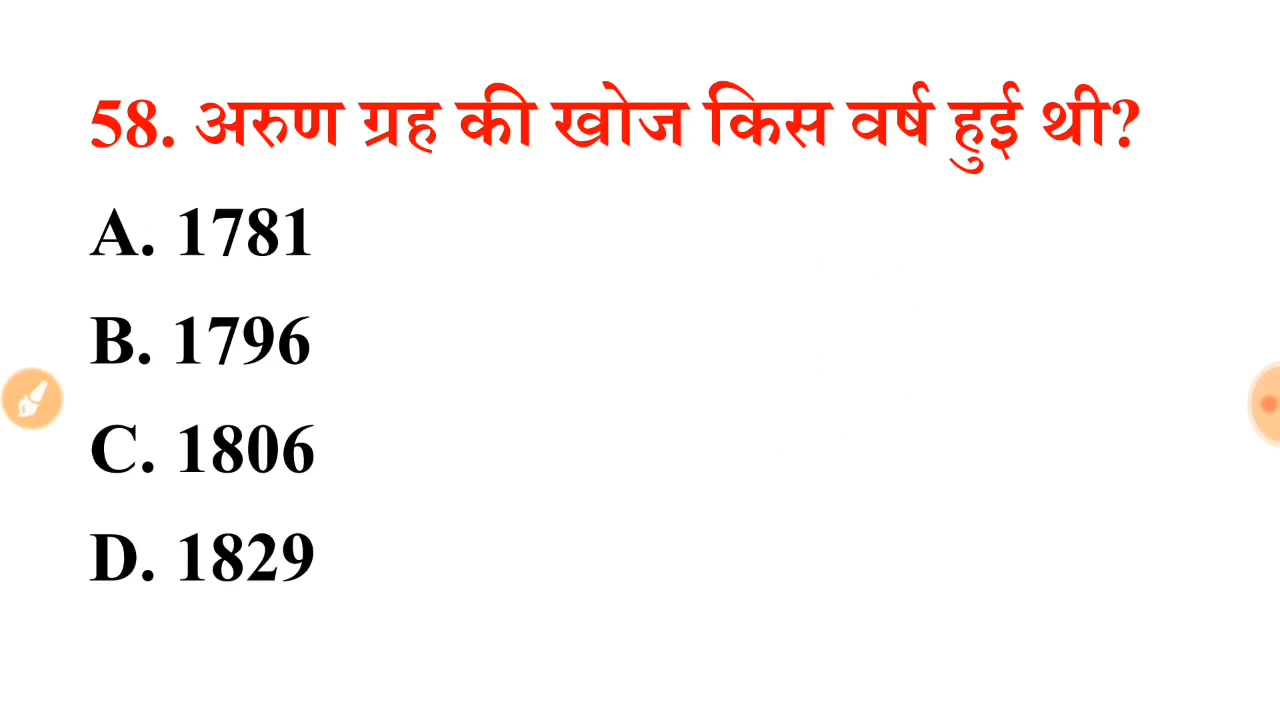 58. अरुण ग्रह की खोज किस वर्ष हुई थी?
A. 1781
B. 1796
C. 1806
D. 1829